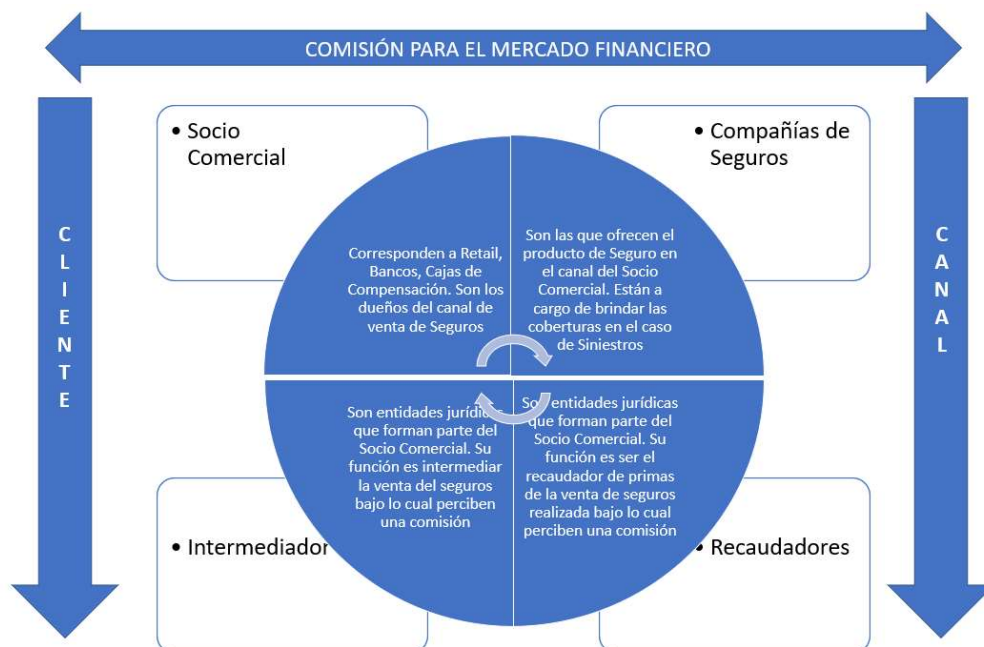 COMISIÓN PARA EL MERCADO FINANCIERO
CLIENTE
• Socio
Comercial
• Compañías de
Seguros
Corresponden a Retail,
Bancos, Cajas de
Compensación. Son los
dueños del canal de
venta de Seguros
Son las que ofrecen el
producto de Seguro en
el canal del Socio
Comercial. Están a
cargo de brindar las
coberturas en el caso
de Siniestros
Son entidades jurídicas
que forman parte del
Socio Comercial. Su
función es intermediar
la venta del seguros
bajo lo cual perciben
una comisión
Son entidades jurídicas
que forman parte del
Socio Comercial. Su
función es ser el
recaudador de primas
de la venta de seguros
realizada bajo lo cual
perciben una comisión
• Intermediador
• Recaudadores
CANAL